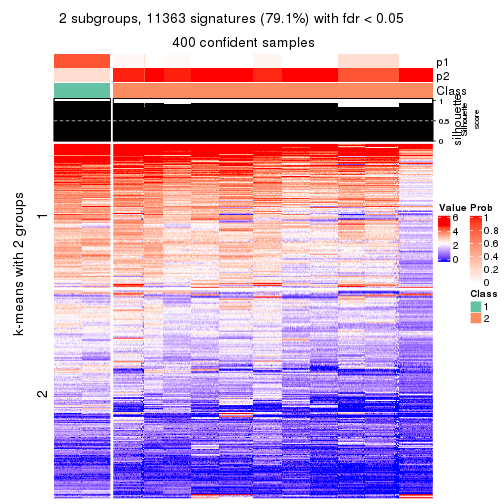 2 subgroups, 11363 signatures (79.1%) with fdr < 0.05
400 confident samples
p1
p2
Class
silhouette
Silhouette
score
1
0.5
0
k-means with 2 groups
1
2
Value
6
4
2
0
Prob
1
0.8
0.6
0.4
0.2
0
Class
1
2